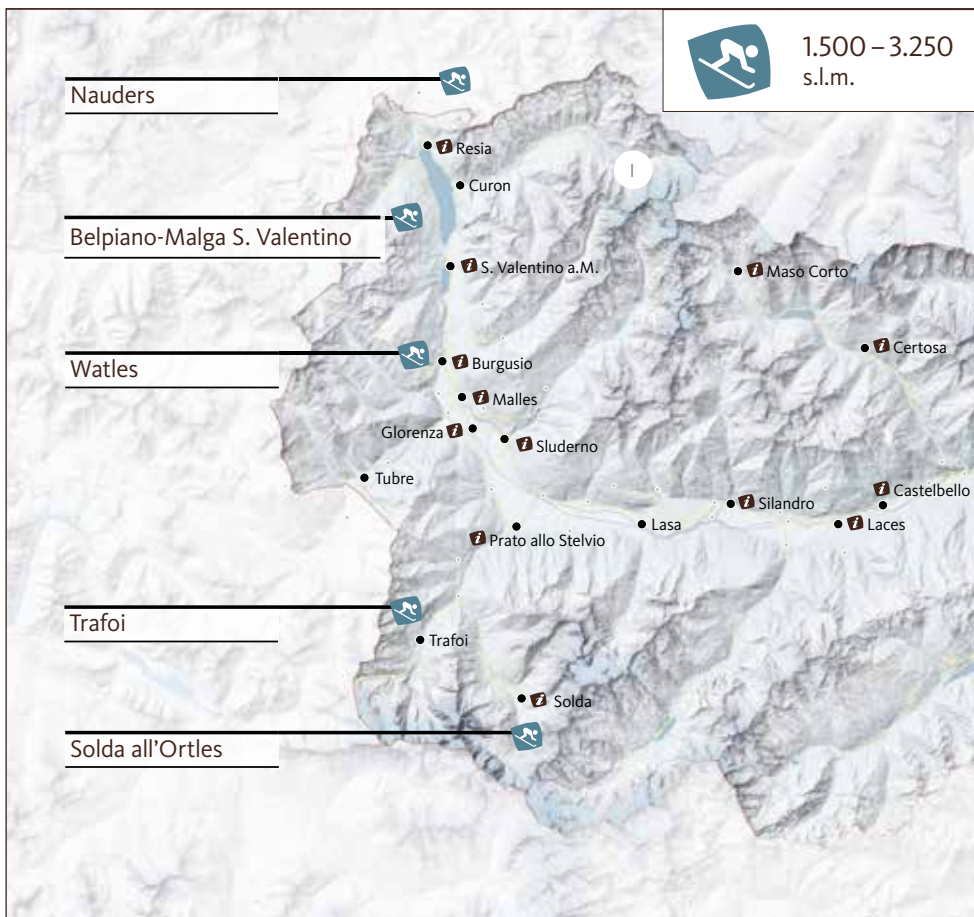 1.500 – 3.250
s.l.m.
Nauders
Resia
I
Curon
Belpiano-Malga S. Valentino
S. Valentino a.M.
Maso Corto
Certosa
Watles
Burgusio
Malles
Glorenza
Sluderno
Tubre
Castelbello
Silandro
Prato allo Stelvio
Lasa
Laces
Trafoi
Trafoi
Solda
Solda all’Ortles